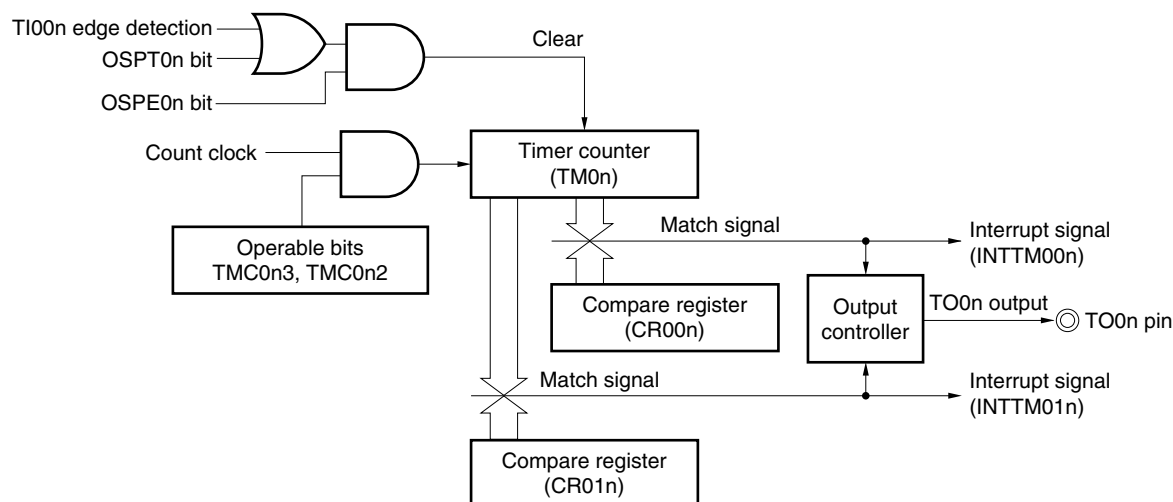 TI00n edge detection
OSPT0n bit
OSPE0n bit
Clear
Count clock
Timer counter
(TM0n)
Operable bits
TMC0n3, TMC0n2
Match signal
Interrupt signal
(INTTM00n)
Compare register
(CR00n)
Output
controller
TO0n output
TO0n pin
Match signal
Interrupt signal
(INTTM01n)
Compare register
(CR01n)